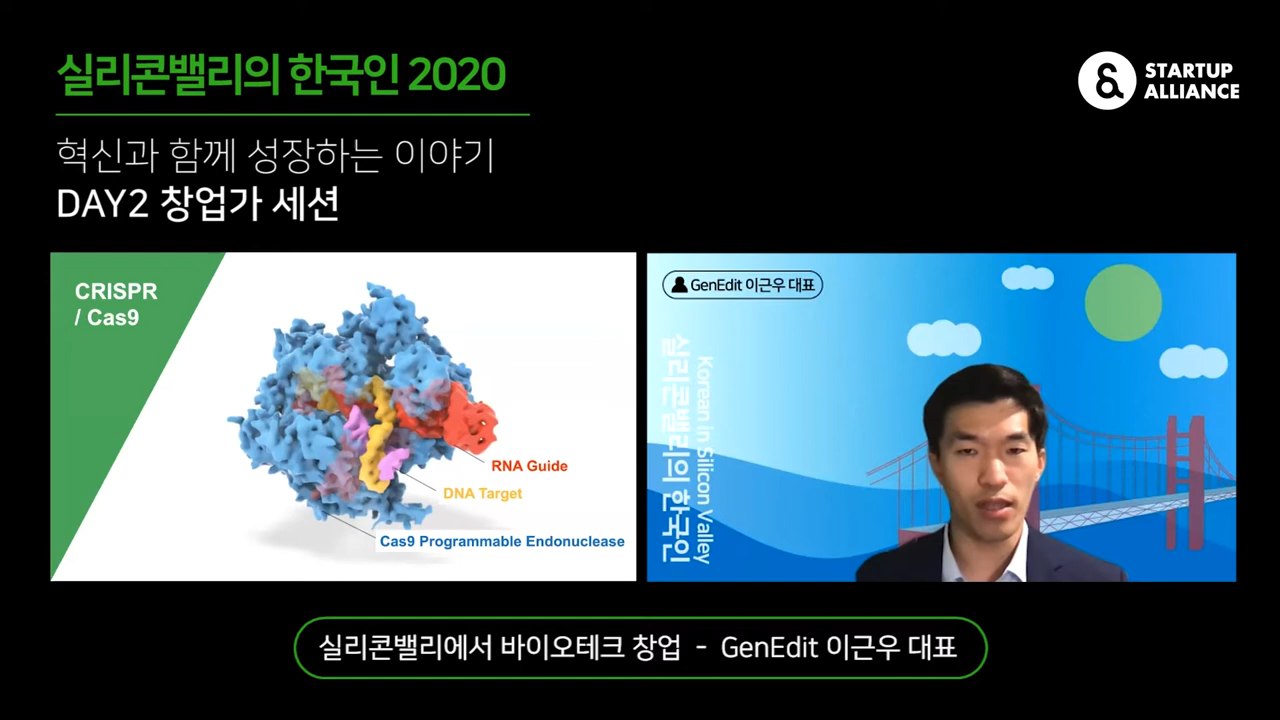 실리콘밸리의 한국인 2020
STARTUP
ALLIANCE
혁신과 함께 성장하는 이야기
DAY2 창업가 세션
CRISPR
/ Cas9
RNA Guide
DNA Target
Cas9 Programmable Endonuclease
GenEdit 이근우 대표
Korean in Silicon Valley
실리콘밸리의 한국인
실리콘밸리에서 바이오테크 창업 - GenEdit 이근우 대표